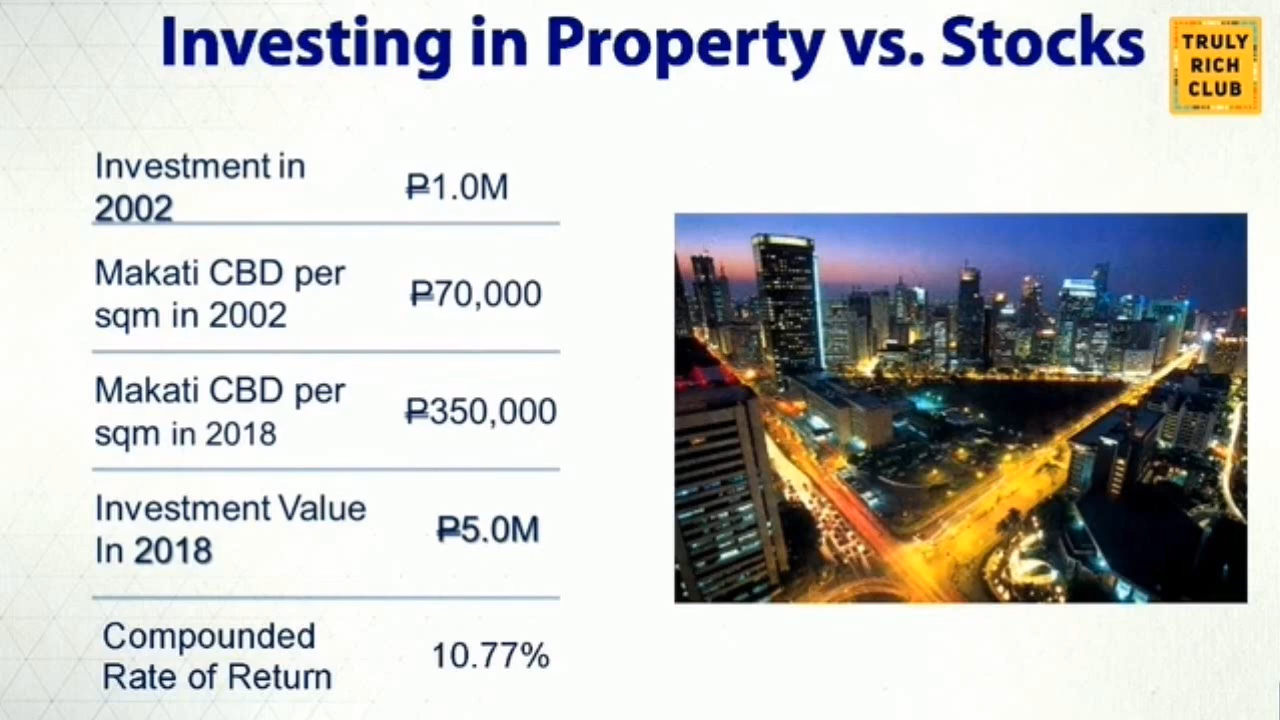 Investing in Property vs. Stocks
TRULY
RICH
CLUB
Investment in
2002
₱1.0M
Makati CBD per
sqm in 2002
₱70,000
Makati CBD per
sqm in 2018
₱350,000
Investment Value
In 2018
₱5.0M
Compounded
Rate of Return
10.77%